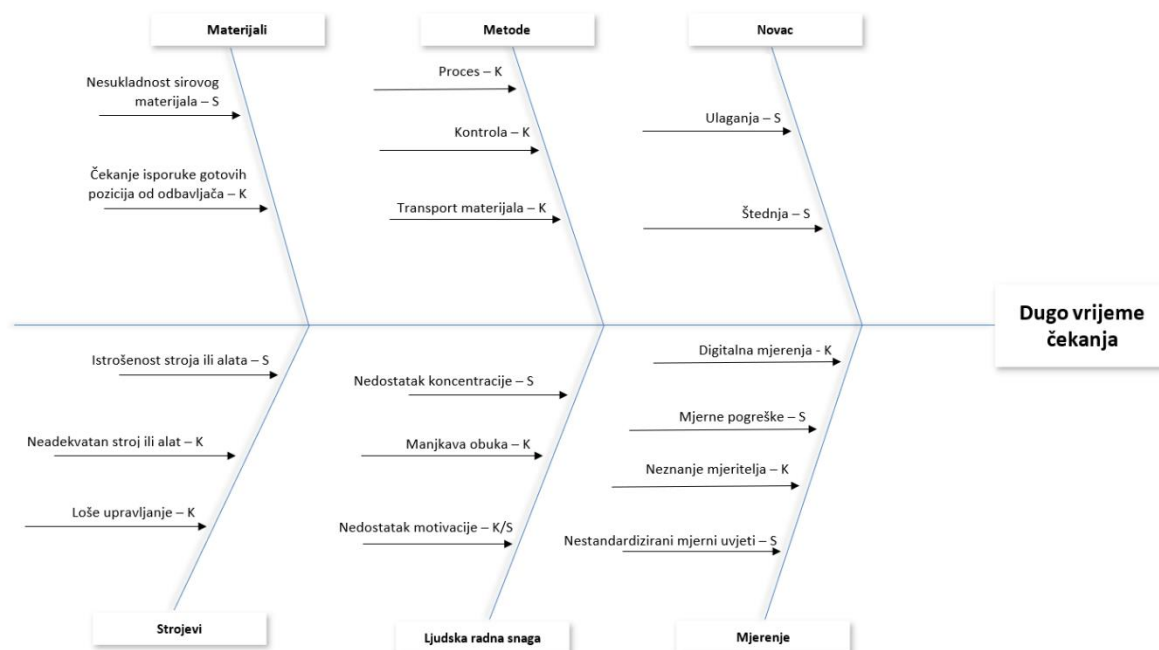 Materijali
Metode
Novac
Nesukladnost sirovog
materijala – S
Čekanje isporuke gotovih
pozicija od odbavljača – K
Proces – K
Kontrola – K
Transport materijala – K
Ulaganja – S
Štednja – S
Dugo vrijeme
čekanja
Istrošenost stroja ili alata – S
Neadekvatan stroj ili alat – K
Loše upravljanje – K
Nedostatak koncentracije – S
Manjkava obuka – K
Nedostatak motivacije – K/S
Digitalna mjerenja - K
Mjerne pogreške – S
Neznanje mjeritelja – K
Nestandardizirani mjerni uvjeti – S
Strojevi
Ljudska radna snaga
Mjerenje